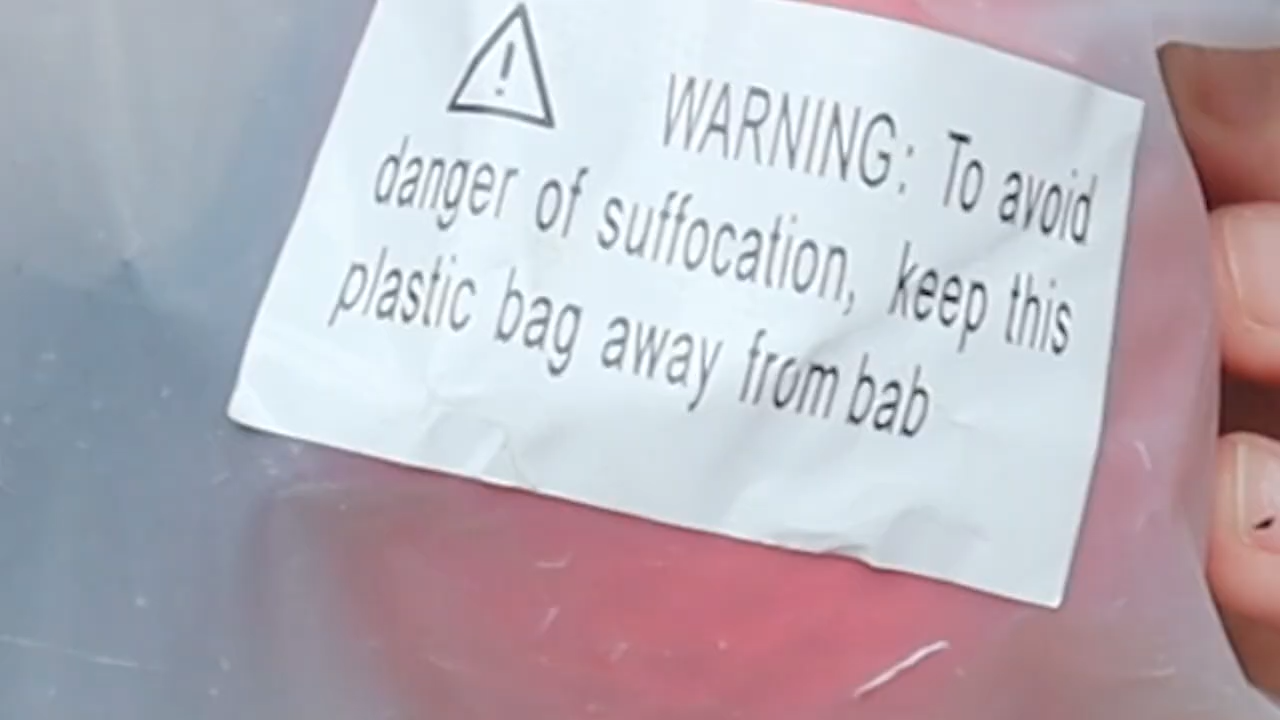 WARNING: To avoid
danger of suffocation, keep this
plastic bag away from bab